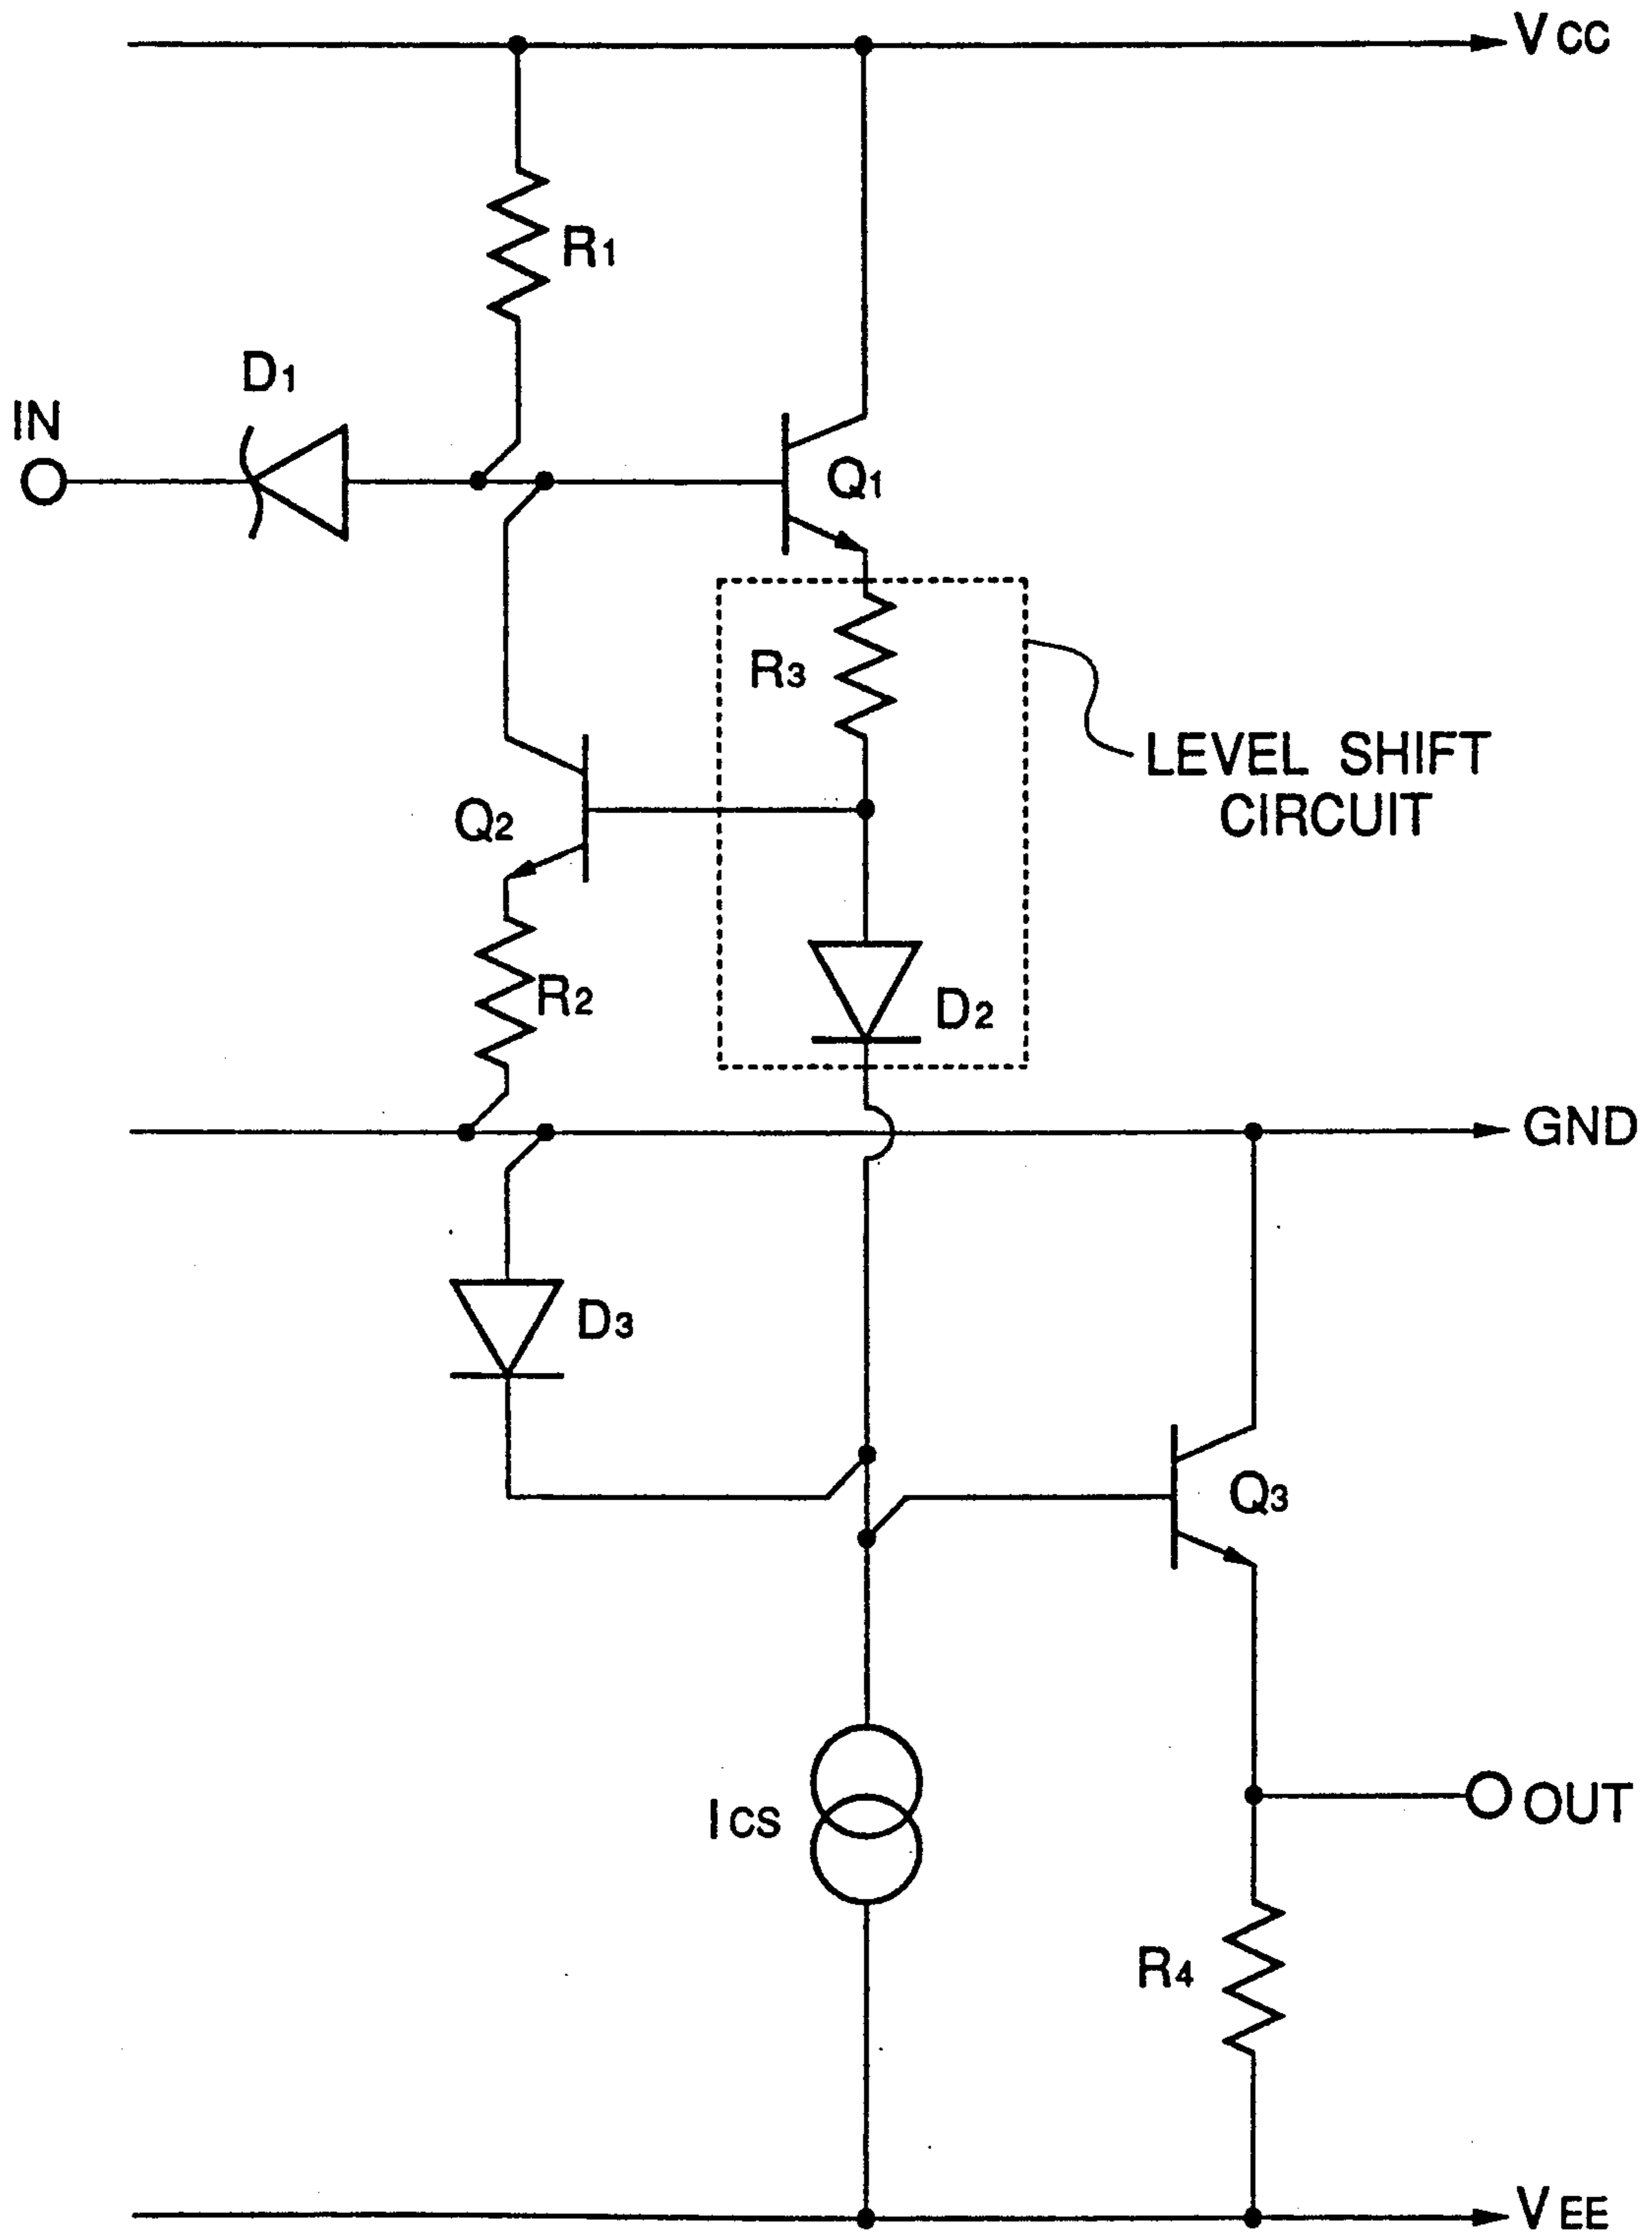 VCC
R1
D1
IN
Q1
R3
LEVEL SHIFT
CIRCUIT
Q2
R2
D2
GND
D3
Q3
ICS
OUT
R4
VEE